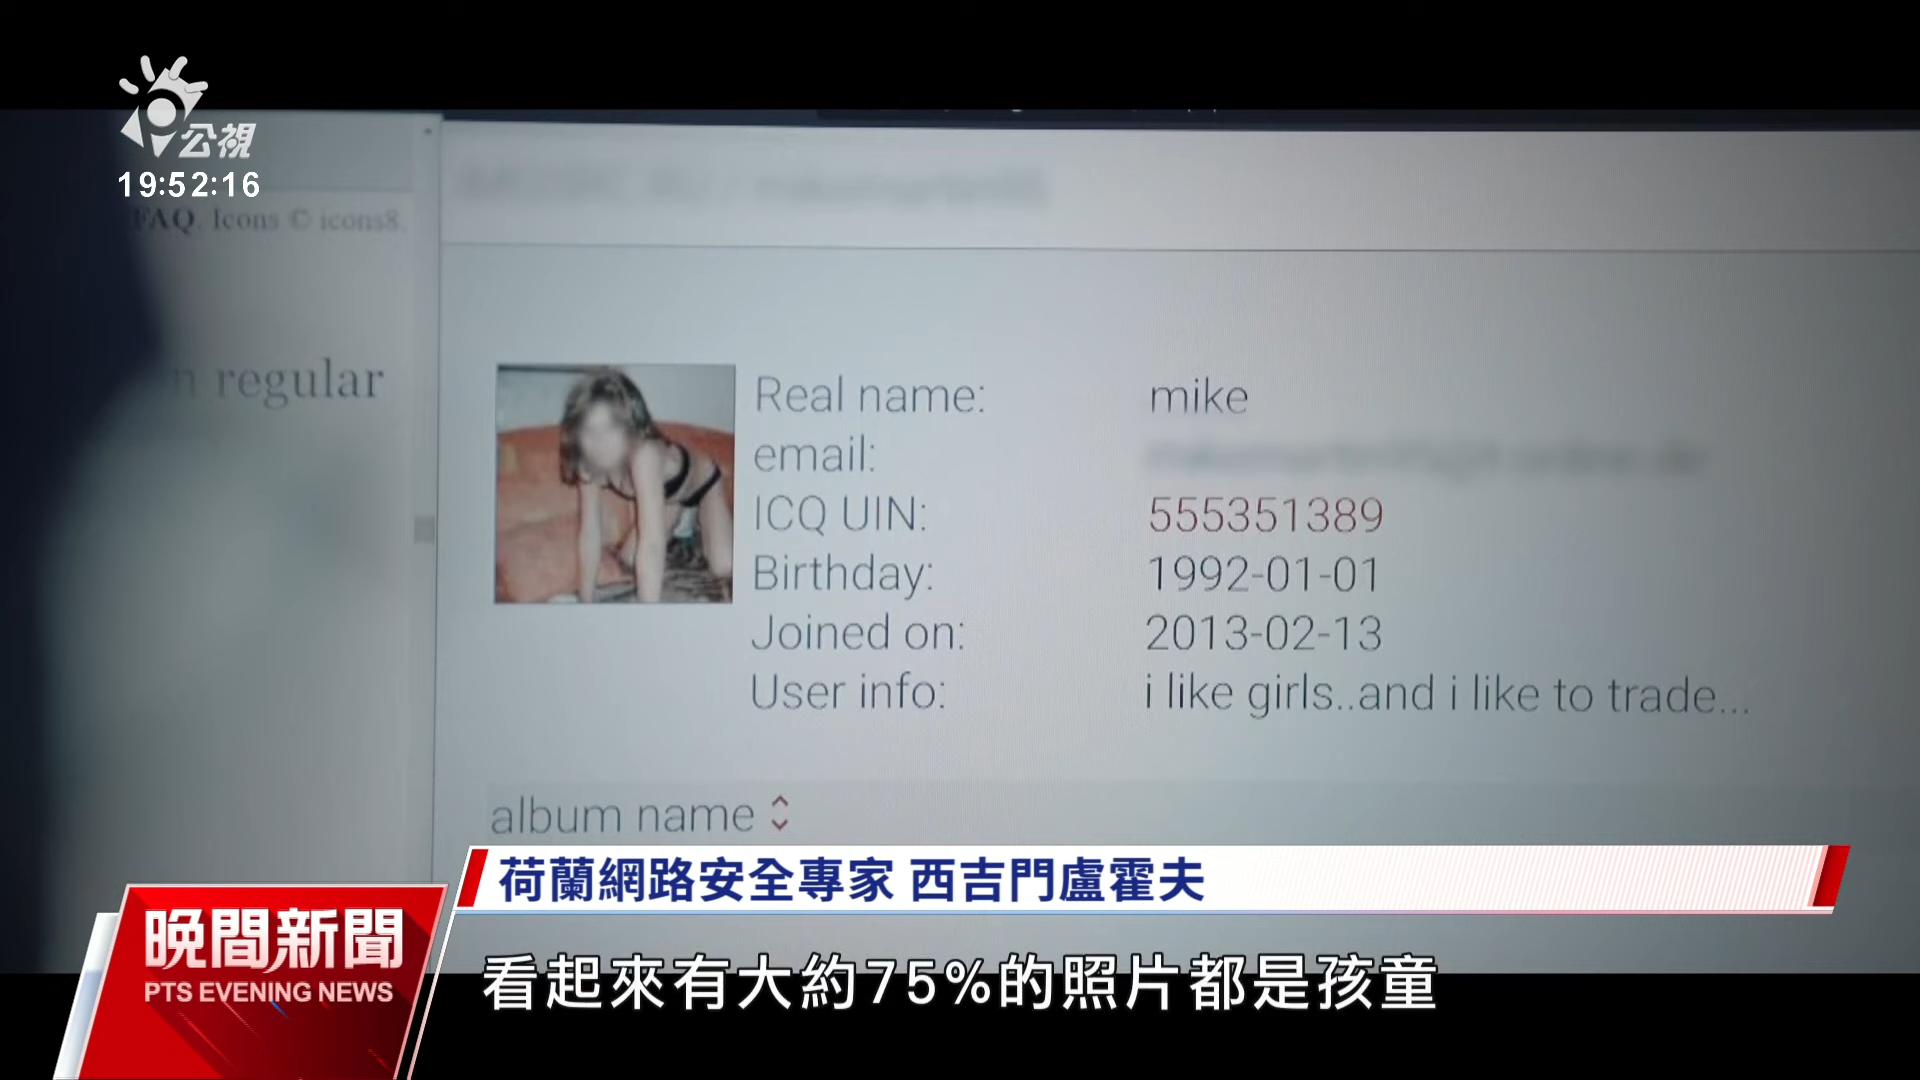 公視
19:52:16
FAQ. Icons © icons8.
n regular
Real name: mike
email:
ICQ UIN: 555351389
Birthday: 1992-01-01
Joined on: 2013-02-13
User info: i like girls..and i like to trade...
album name
荷蘭網路安全專家 西吉門盧霍夫
晚間新聞
PTS EVENING NEWS
看起來有大約75%的照片都是孩童